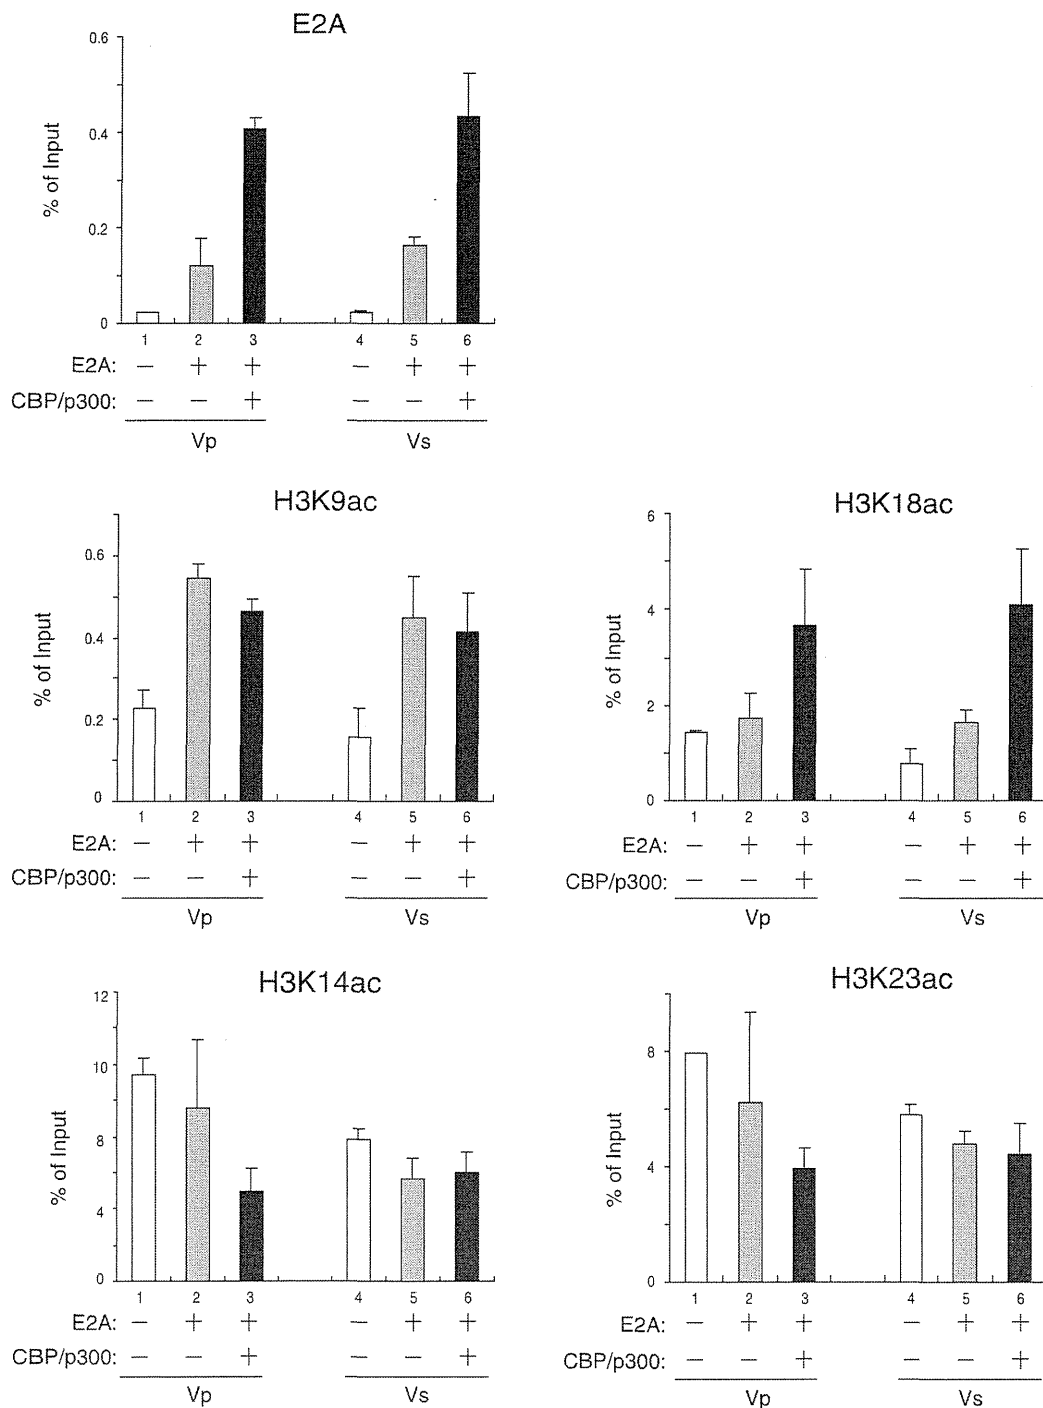 E2A
0.6
0.4
0.2
0
% of Input
1 2 3 4 5 6
E2A: – + + – + +
CBP/p300: – – + – – +
Vp Vs
H3K9ac
0.6
0.4
0.2
0
% of Input
1 2 3 4 5 6
E2A: – + + – + +
CBP/p300: – – + – – +
Vp Vs
H3K18ac
6
4
2
0
% of Input
1 2 3 4 5 6
E2A: – + + – + +
CBP/p300: – – + – – +
Vp Vs
H3K14ac
12
10
8
4
0
% of Input
1 2 3 4 5 6
E2A: – + + – + +
CBP/p300: – – + – – +
Vp Vs
H3K23ac
8
4
0
% of Input
1 2 3 4 5 6
E2A: – + + – + +
CBP/p300: – – + – – +
Vp Vs